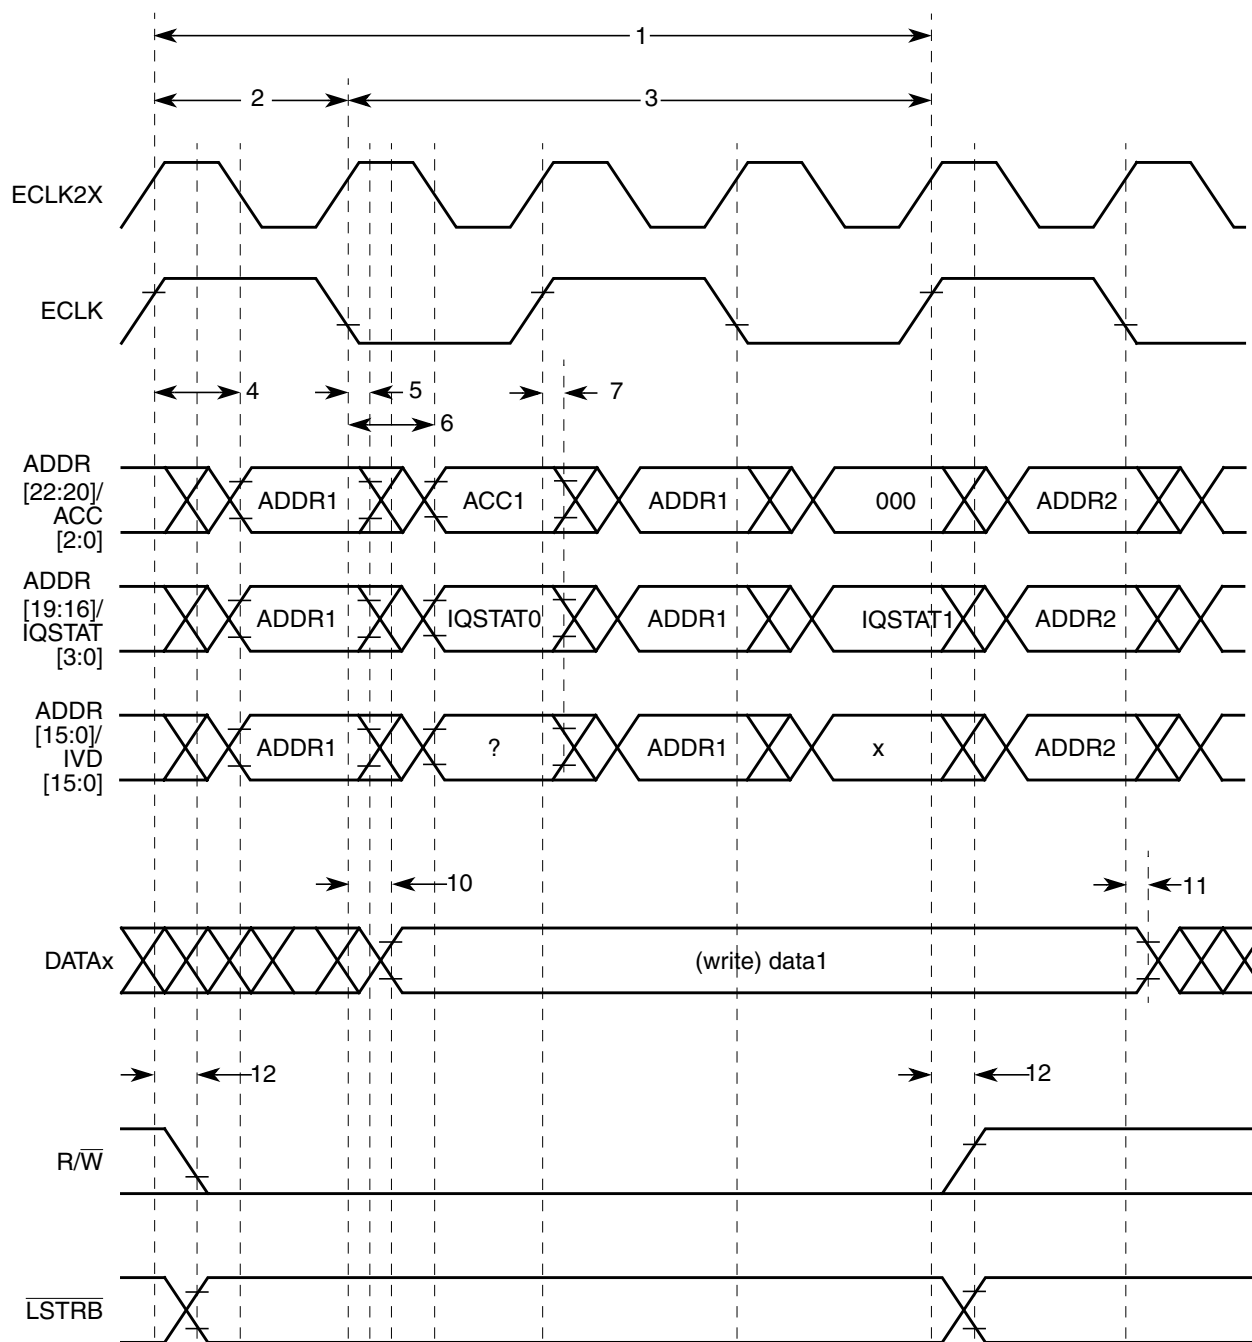 1
2 3
ECLK2X
ECLK
4 5 7
6
ADDR
[22:20]/
ACC
[2:0]
ADDR1 ACC1 ADDR1 000 ADDR2
ADDR
[19:16]/
IQSTAT
[3:0]
ADDR1 IQSTAT0 ADDR1 IQSTAT1 ADDR2
ADDR
[15:0]/
IVD
[15:0]
ADDR1 ? ADDR1 x ADDR2
10 11
DATAx (write) data1
12 12
R/W
LSTRB